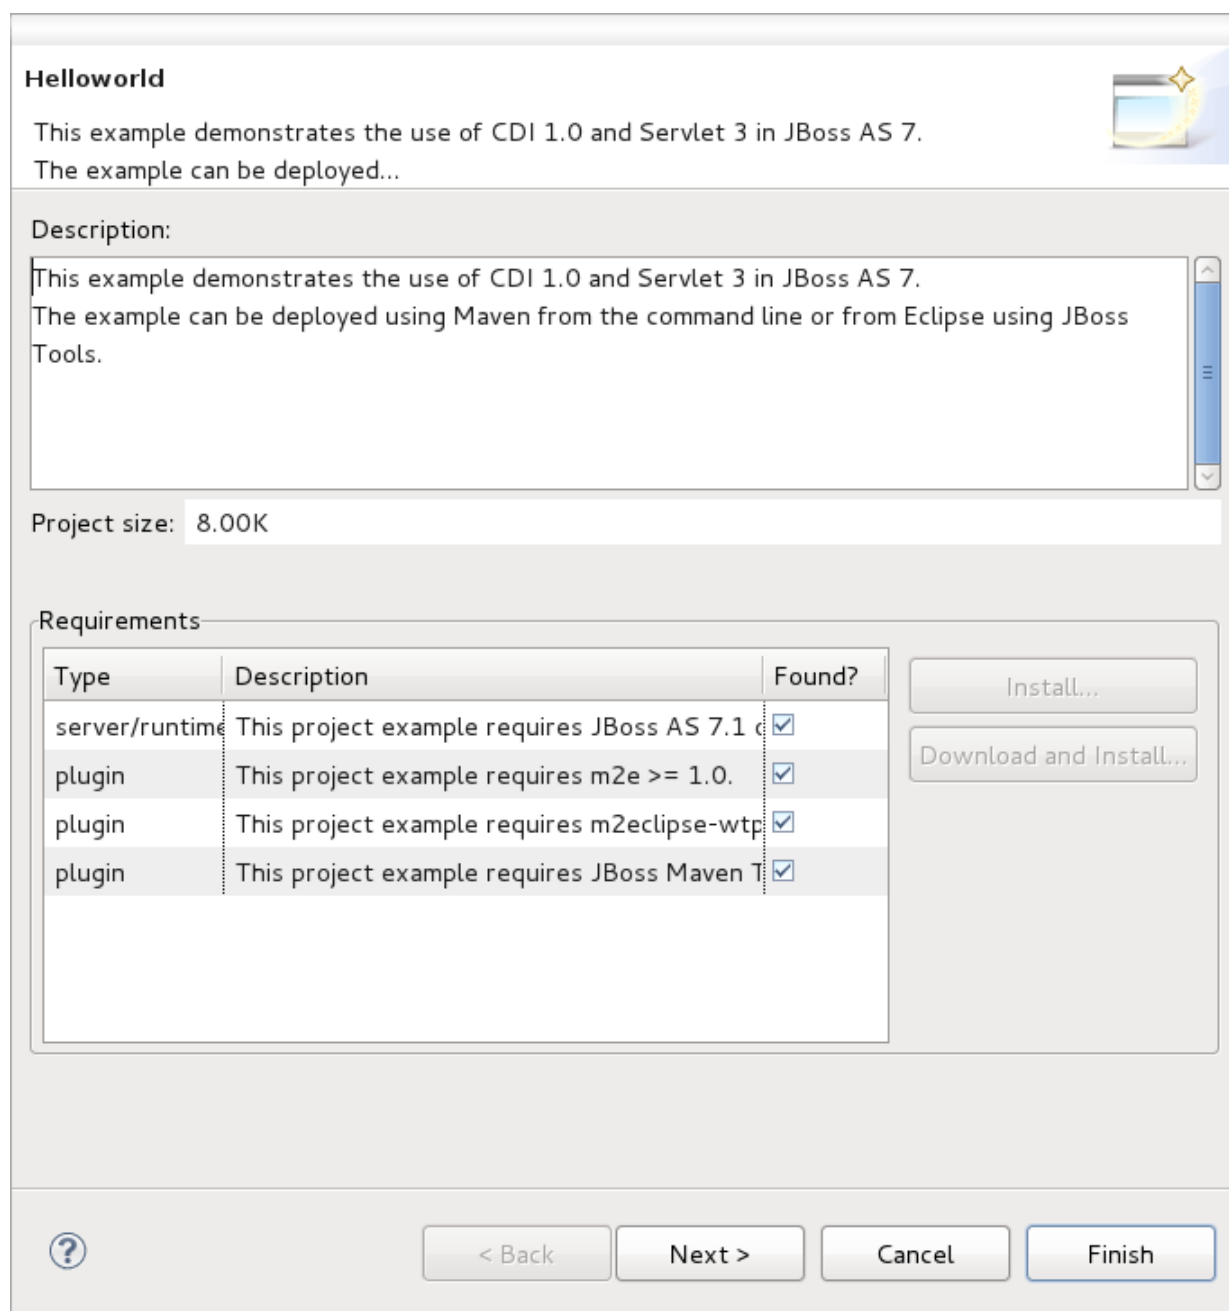 Helloworld
This example demonstrates the use of CDI 1.0 and Servlet 3 in JBoss AS 7.
The example can be deployed...
Description:
This example demonstrates the use of CDI 1.0 and Servlet 3 in JBoss AS 7.
The example can be deployed using Maven from the command line or from Eclipse using JBoss
Tools.
Project size: 8.00K
Requirements
Type Description Found?
server/runtime This project example requires JBoss AS 7.1
plugin This project example requires m2e >= 1.0.
plugin This project example requires m2eclipse-wtp
plugin This project example requires JBoss Maven T
Install...
Download and Install...
? < Back Next > Cancel Finish